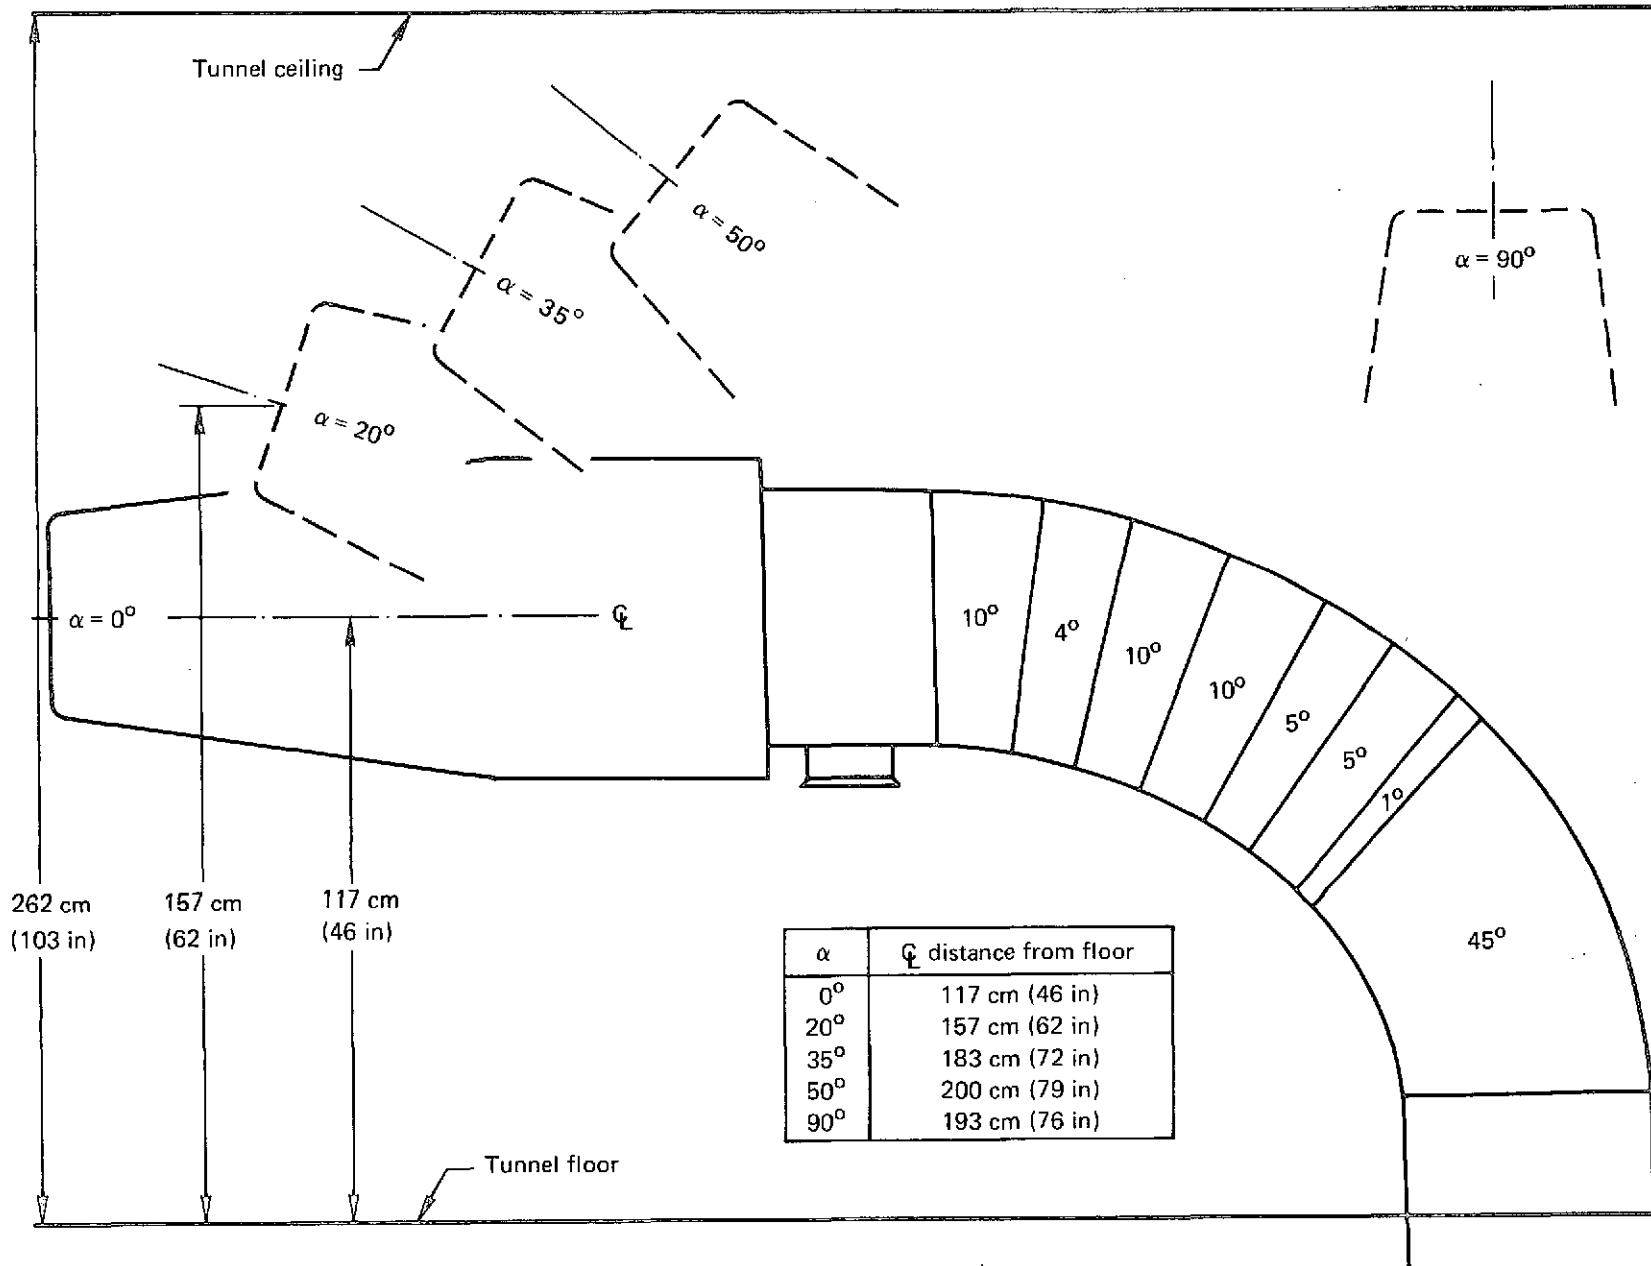 Tunnel ceiling
α = 50°
α = 90°
α = 35°
α = 20°
α = 0°
℄
10°
4°
10°
10°
5°
5°
1°
45°
262 cm
(103 in)
157 cm
(62 in)
117 cm
(46 in)
α ℄ distance from floor
0° 117 cm (46 in)
20° 157 cm (62 in)
35° 183 cm (72 in)
50° 200 cm (79 in)
90° 193 cm (76 in)
Tunnel floor